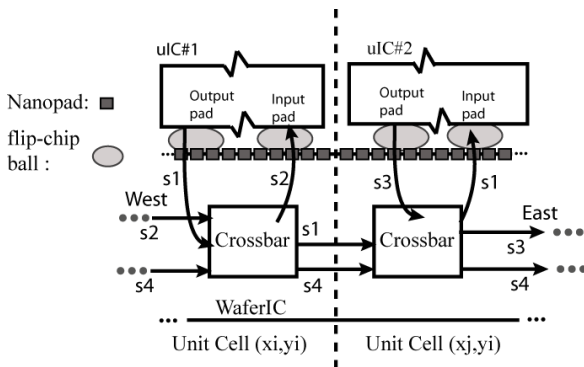 uIC#1
uIC#2
Output pad
Input pad
Output pad
Input pad
Nanopad:
flip-chip ball :
s1
s2
s3
s1
West
s2
s4
Crossbar
s1
s4
Crossbar
East
s3
s4
WaferIC
Unit Cell (xi,yi)
Unit Cell (xj,yi)